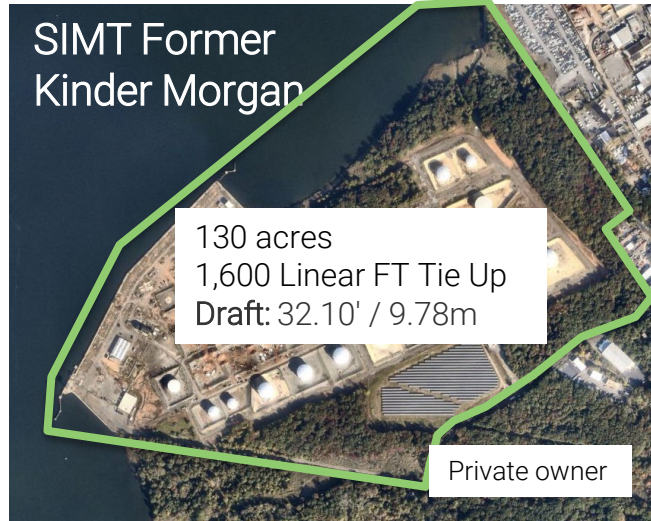 SIMT Former
Kinder Morgan
130 acres
1,600 Linear FT Tie Up
Draft: 32.10' / 9.78m
Private owner